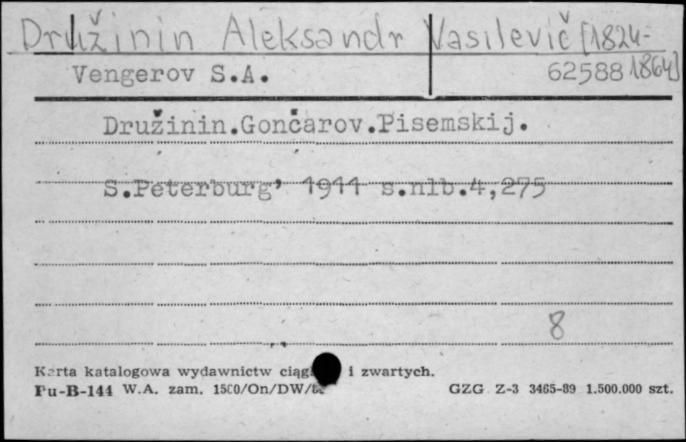 Družinin Aleksandr Vasilevič [1824-
1864]
Vengerov S.A. 62588
Družinin.Gončarov.Pisemskij.
S.Peterburg' 1911 s.nlb.4,275
8
Karta katalogowa wydawnictw i zwartych.
Pu-B-144 W.A. zam. 1500/On/DW/ GZG Z-3 3465-89 1.500.000 szt.